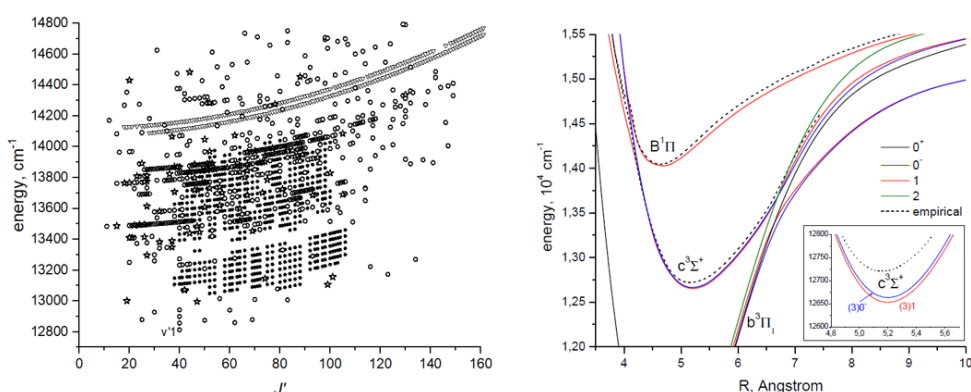 14800
14600
14400
14200
14000
13800
13600
13400
13200
13000
12800
energy, cm⁻¹
v'1
0 20 40 60 80 100 120 140 160
J'
1,55
1,50
1,45
1,40
1,35
1,30
1,25
1,20
energy, 10⁴ cm⁻¹
B¹Π
c³Σ⁺
b³Π₁
0⁺
0⁻
1
2
empirical
12800
12750
12700
12650
12600
c³Σ⁺
(3)0⁻
(3)1
4,8 5,0 5,2 5,4 5,6
4 5 6 7 8 9 10
R, Angstrom